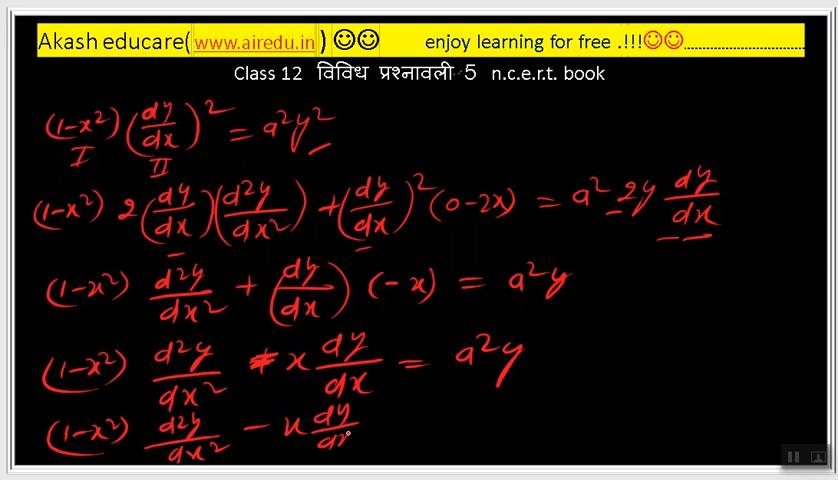 Akash educare( www.airedu.in ) ☺☺ enjoy learning for free .!!!☺☺..............................
Class 12 विविध प्रश्नावली 5 n.c.e.r.t. book
(1-x²) (dy/dx)² = a²y²
I II
(1-x²) 2 (dy/dx) (d²y/dx²) + (dy/dx)² (0-2x) = a² 2y dy/dx
(1-x²) d²y/dx² + (dy/dx) (-x) = a²y
(1-x²) d²y/dx² - x dy/dx = a²y
(1-x²) d²y/dx² - x dy/dx